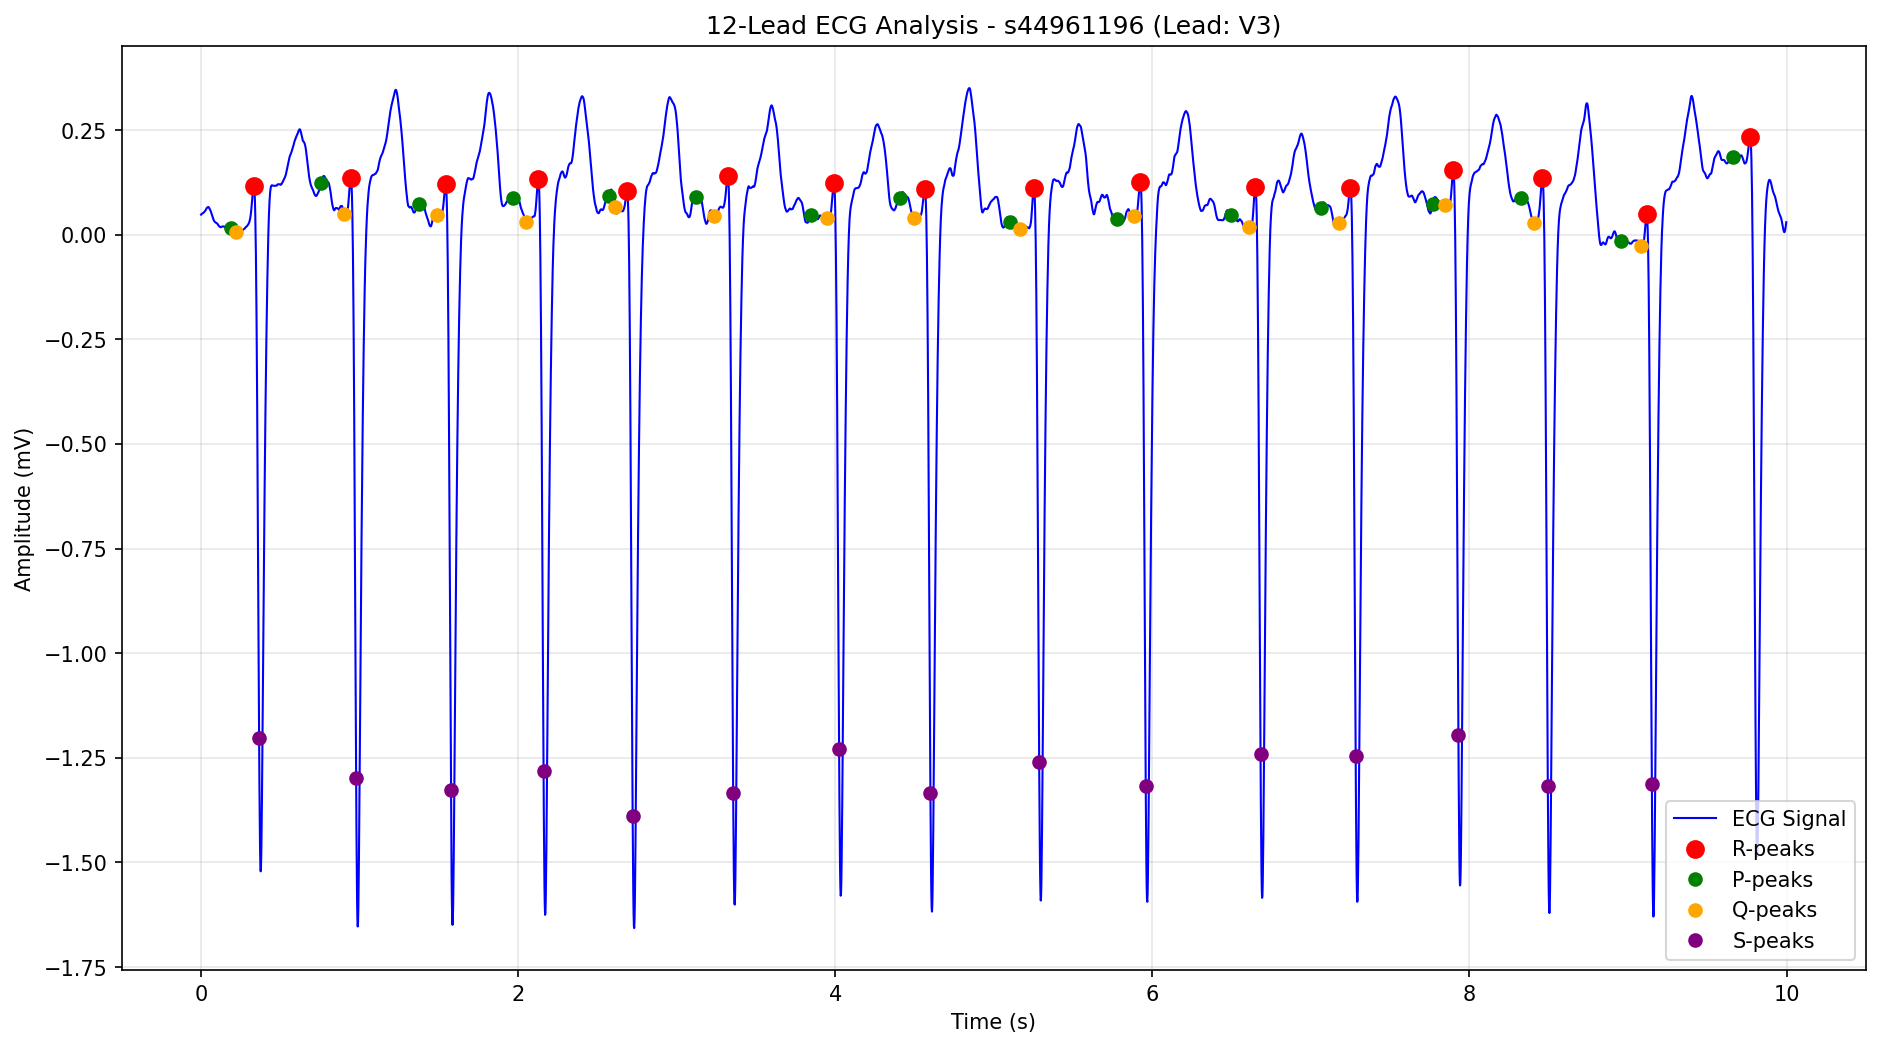 12-Lead ECG Analysis - s44961196 (Lead: V3)
Amplitude (mV)
0.25
0.00
−0.25
−0.50
−0.75
−1.00
−1.25
−1.50
−1.75
ECG Signal
R-peaks
P-peaks
Q-peaks
S-peaks
0 2 4 6 8 10
Time (s)